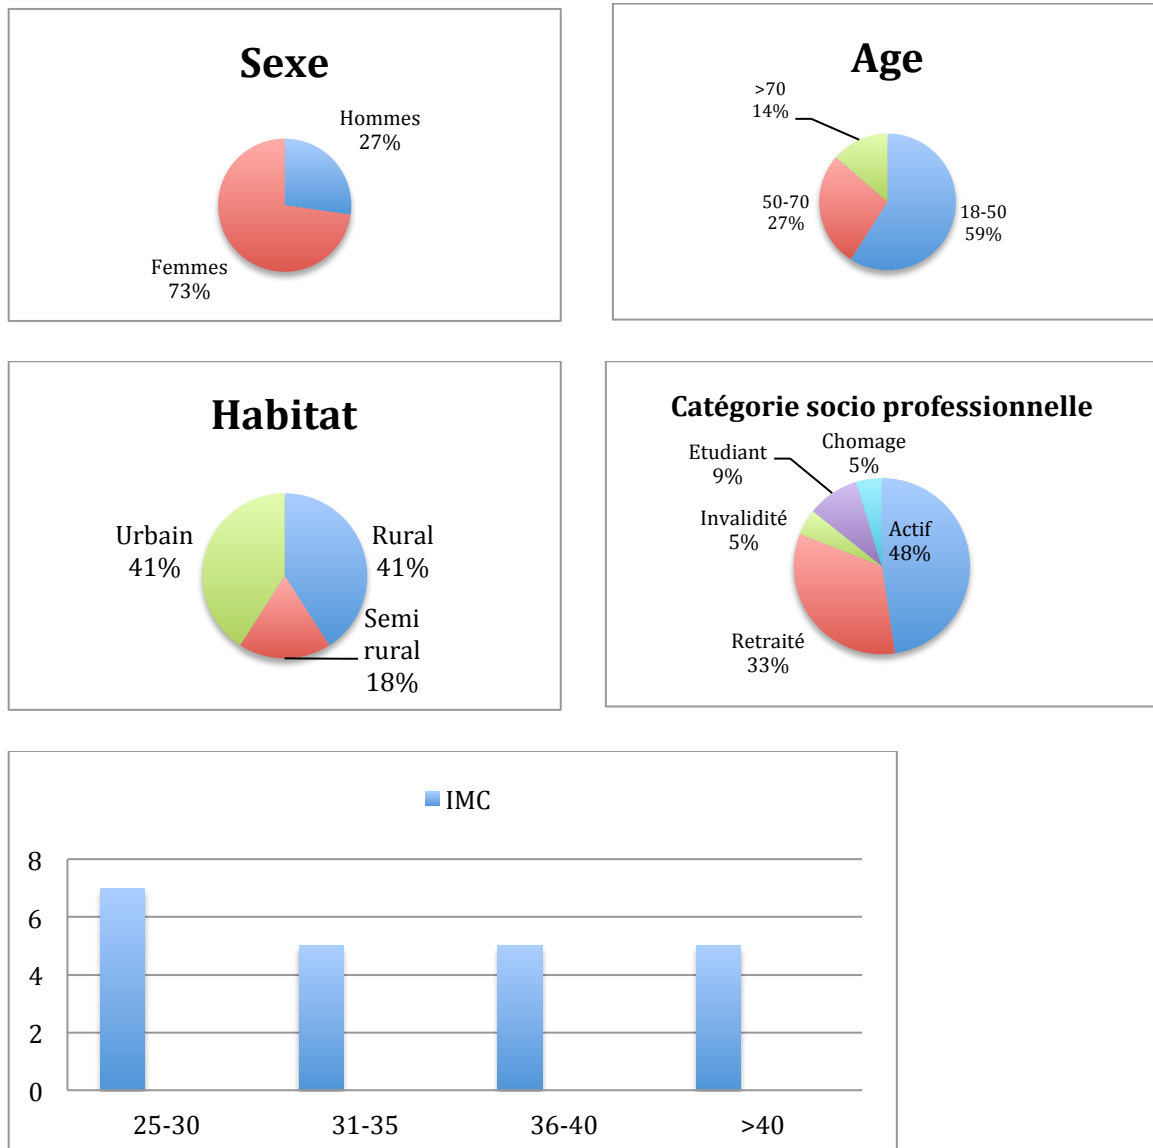 Sexe
Hommes
27%
Femmes
73%
Age
>70
14%
50-70
27%
18-50
59%
Habitat
Urbain
41%
Rural
41%
Semi
rural
18%
Catégorie socio professionnelle
Etudiant
9%
Chomage
5%
Invalidité
5%
Actif
48%
Retraité
33%
IMC
8
6
4
2
0
25-30 31-35 36-40 >40